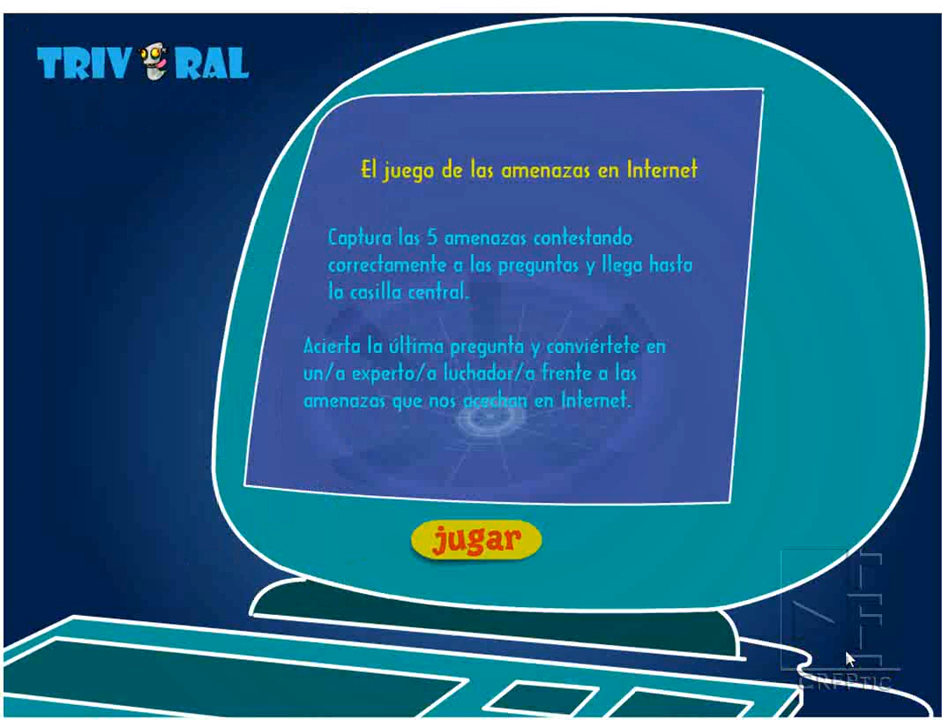 TRIV RAL
El juego de las amenazas en Internet
Captura las 5 amenazas contestando
correctamente a las preguntas y llega hasta
la casilla central.
Acierta la última pregunta y conviértete en
un/a experto/a luchador/a frente a las
amenazas que nos acechan en Internet.
jugar